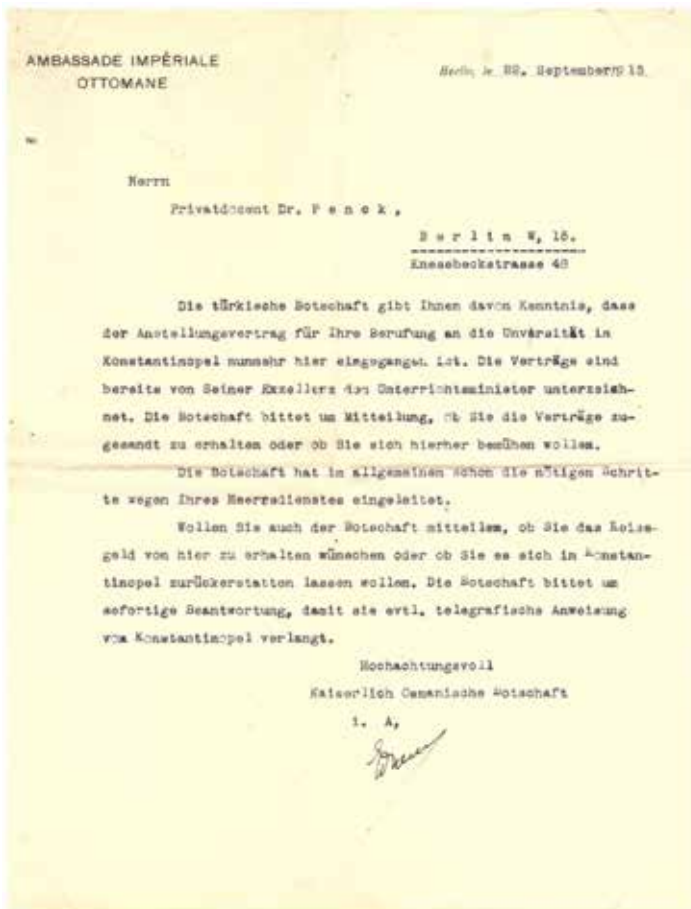 AMBASSADE IMPÉRIALE
OTTOMANE
Berlin, le 22. September 1915.
No
Herrn
Privatdocent Dr. P e n c k ,
B e r l i n W, 15.
Knesebeckstrasse 48
Die türkische Botschaft gibt Ihnen davon Kenntnis, dass
der Anstellungsvertrag für Ihre Berufung an die Unversität in
Konstantinopel nunmehr hier eingegangen ist. Die Verträge sind
bereits von Seiner Exzellenz dem Unterrichtsminister unterzeich-
net. Die Botschaft bittet um Mitteilung, ob Sie die Verträge zu-
gesandt zu erhalten oder ob Sie sich hierher bemühen wollen.
Die Botschaft hat im allgemeinen schon die nötigen Schrit-
te wegen Ihres Heeresdienstes eingeleitet.
Wollen Sie auch der Botschaft mitteilen, ob Sie das Reise-
geld von hier zu erhalten wünschen oder ob Sie es sich in Konstan-
tinopel zurückerstatten lassen wollen. Die Botschaft bittet um
sofortige Beantwortung, damit sie evtl. telegrafische Anweisung
von Konstantinopel verlangt.
Hochachtungsvoll
Kaiserlich Osmanische Botschaft
i. A,